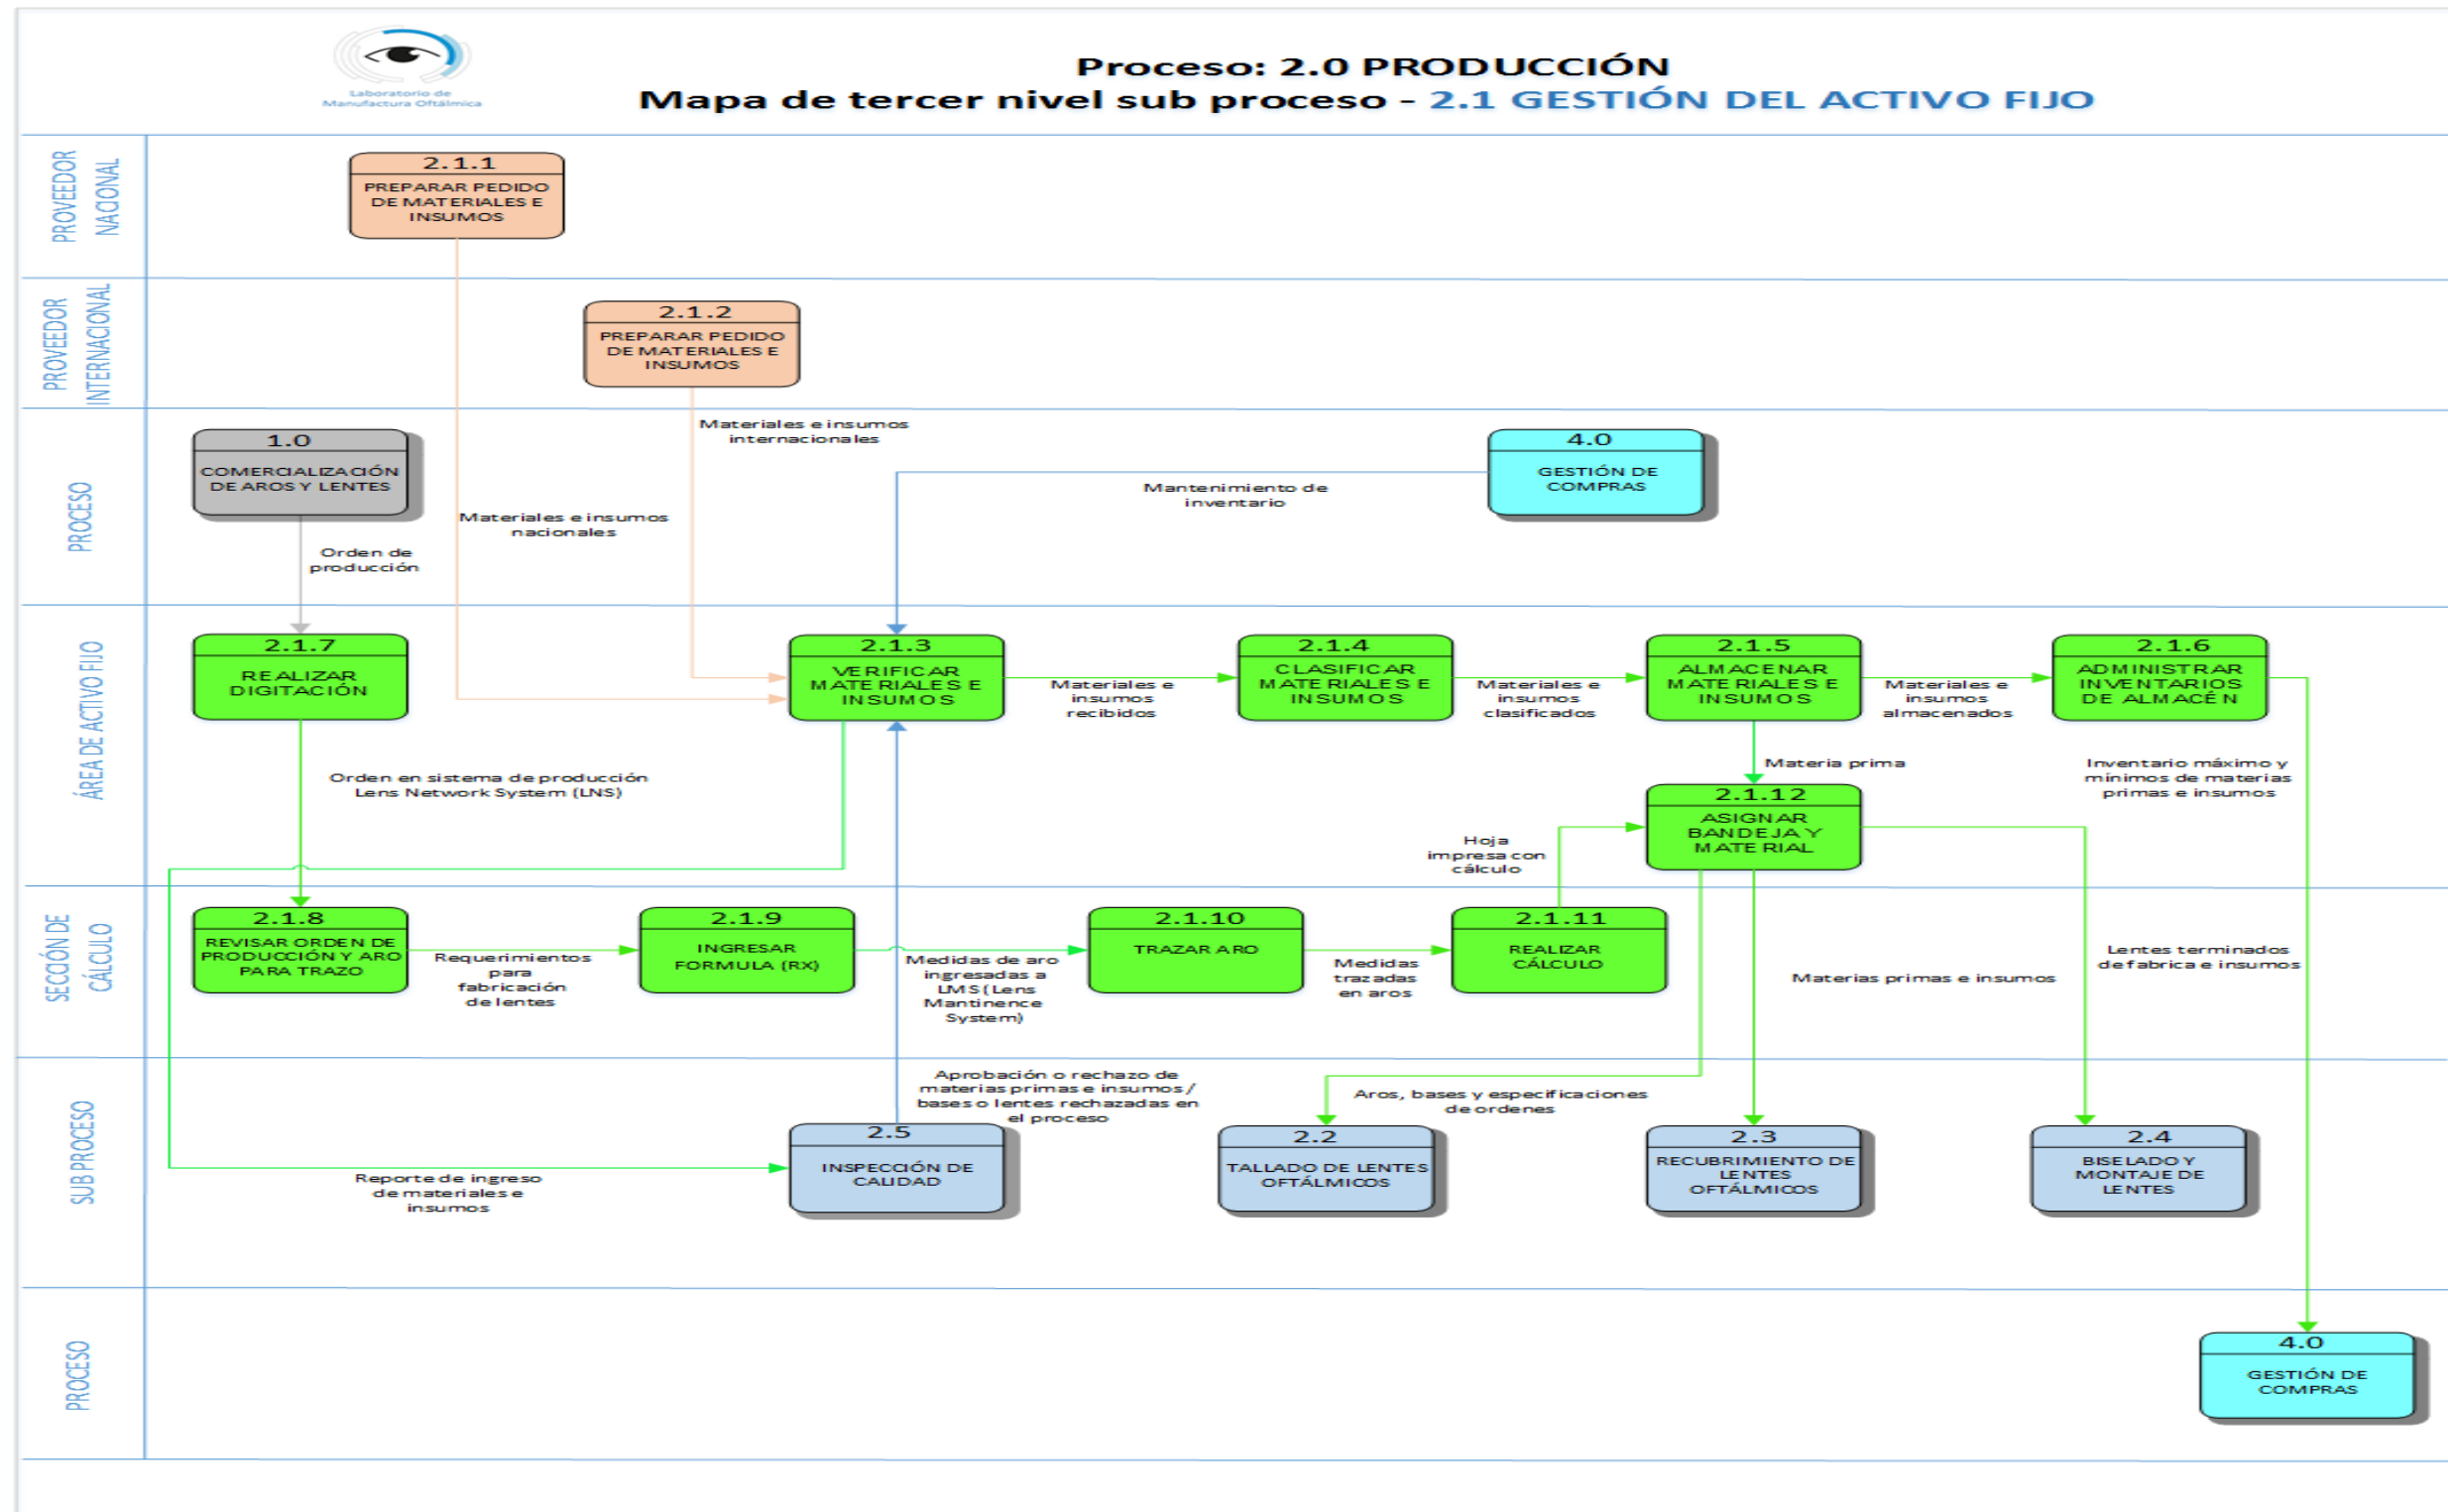 Laboratorio de
Manufactura Oftálmica
Proceso: 2.0 PRODUCCIÓN
Mapa de tercer nivel sub proceso - 2.1 GESTIÓN DEL ACTIVO FIJO
PROVEEDOR
NACIONAL
2.1.1
PREPARAR PEDIDO
DE MATERIALES E
INSUMOS
PROVEEDOR
INTERNACIONAL
2.1.2
PREPARAR PEDIDO
DE MATERIALES E
INSUMOS
PROCESO
1.0
COMERCIALIZACIÓN
DE AROS Y LENTES
Orden de
producción
Materiales e insumos
nacionales
Materiales e insumos
internacionales
Mantenimiento de
inventario
4.0
GESTIÓN DE
COMPRAS
ÁREA DE ACTIVO FIJO
2.1.7
REALIZAR
DIGITACIÓN
2.1.3
VERIFICAR
MATERIALES E
INSUMOS
Materiales e
insumos
recibidos
2.1.4
CLASIFICAR
MATERIALES E
INSUMOS
Materiales e
insumos
clasificados
2.1.5
ALMACENAR
MATERIALES E
INSUMOS
Materiales e
insumos
almacenados
2.1.6
ADMINISTRAR
INVENTARIOS
DE ALMACÉN
Orden en sistema de producción
Lens Network System (LNS)
Materia prima
Inventario máximo y
mínimos de materias
primas e insumos
2.1.12
ASIGNAR
BANDEJA Y
MATERIAL
Hoja
impresa con
cálculo
SECCIÓN DE
CÁLCULO
2.1.8
REVISAR ORDEN DE
PRODUCCIÓN Y ARO
PARA TRAZO
Requerimientos
para
fabricación
de lentes
2.1.9
INGRESAR
FORMULA (RX)
Medidas de aro
ingresadas a
LMS (Lens
Mantinence
System)
2.1.10
TRAZAR ARO
Medidas
trazadas
en aros
2.1.11
REALIZAR
CÁLCULO
Materias primas e insumos
Lentes terminados
de fabrica e insumos
SUB PROCESO
Reporte de ingreso
de materiales e
insumos
Aprobación o rechazo de
materias primas e insumos /
bases o lentes rechazadas en
el proceso
2.5
INSPECCIÓN DE
CALIDAD
Aros, bases y especificaciones
de ordenes
2.2
TALLADO DE LENTES
OFTÁLMICOS
2.3
RECUBRIMIENTO DE
LENTES
OFTÁLMICOS
2.4
BISELADO Y
MONTAJE DE
LENTES
PROCESO
4.0
GESTIÓN DE
COMPRAS